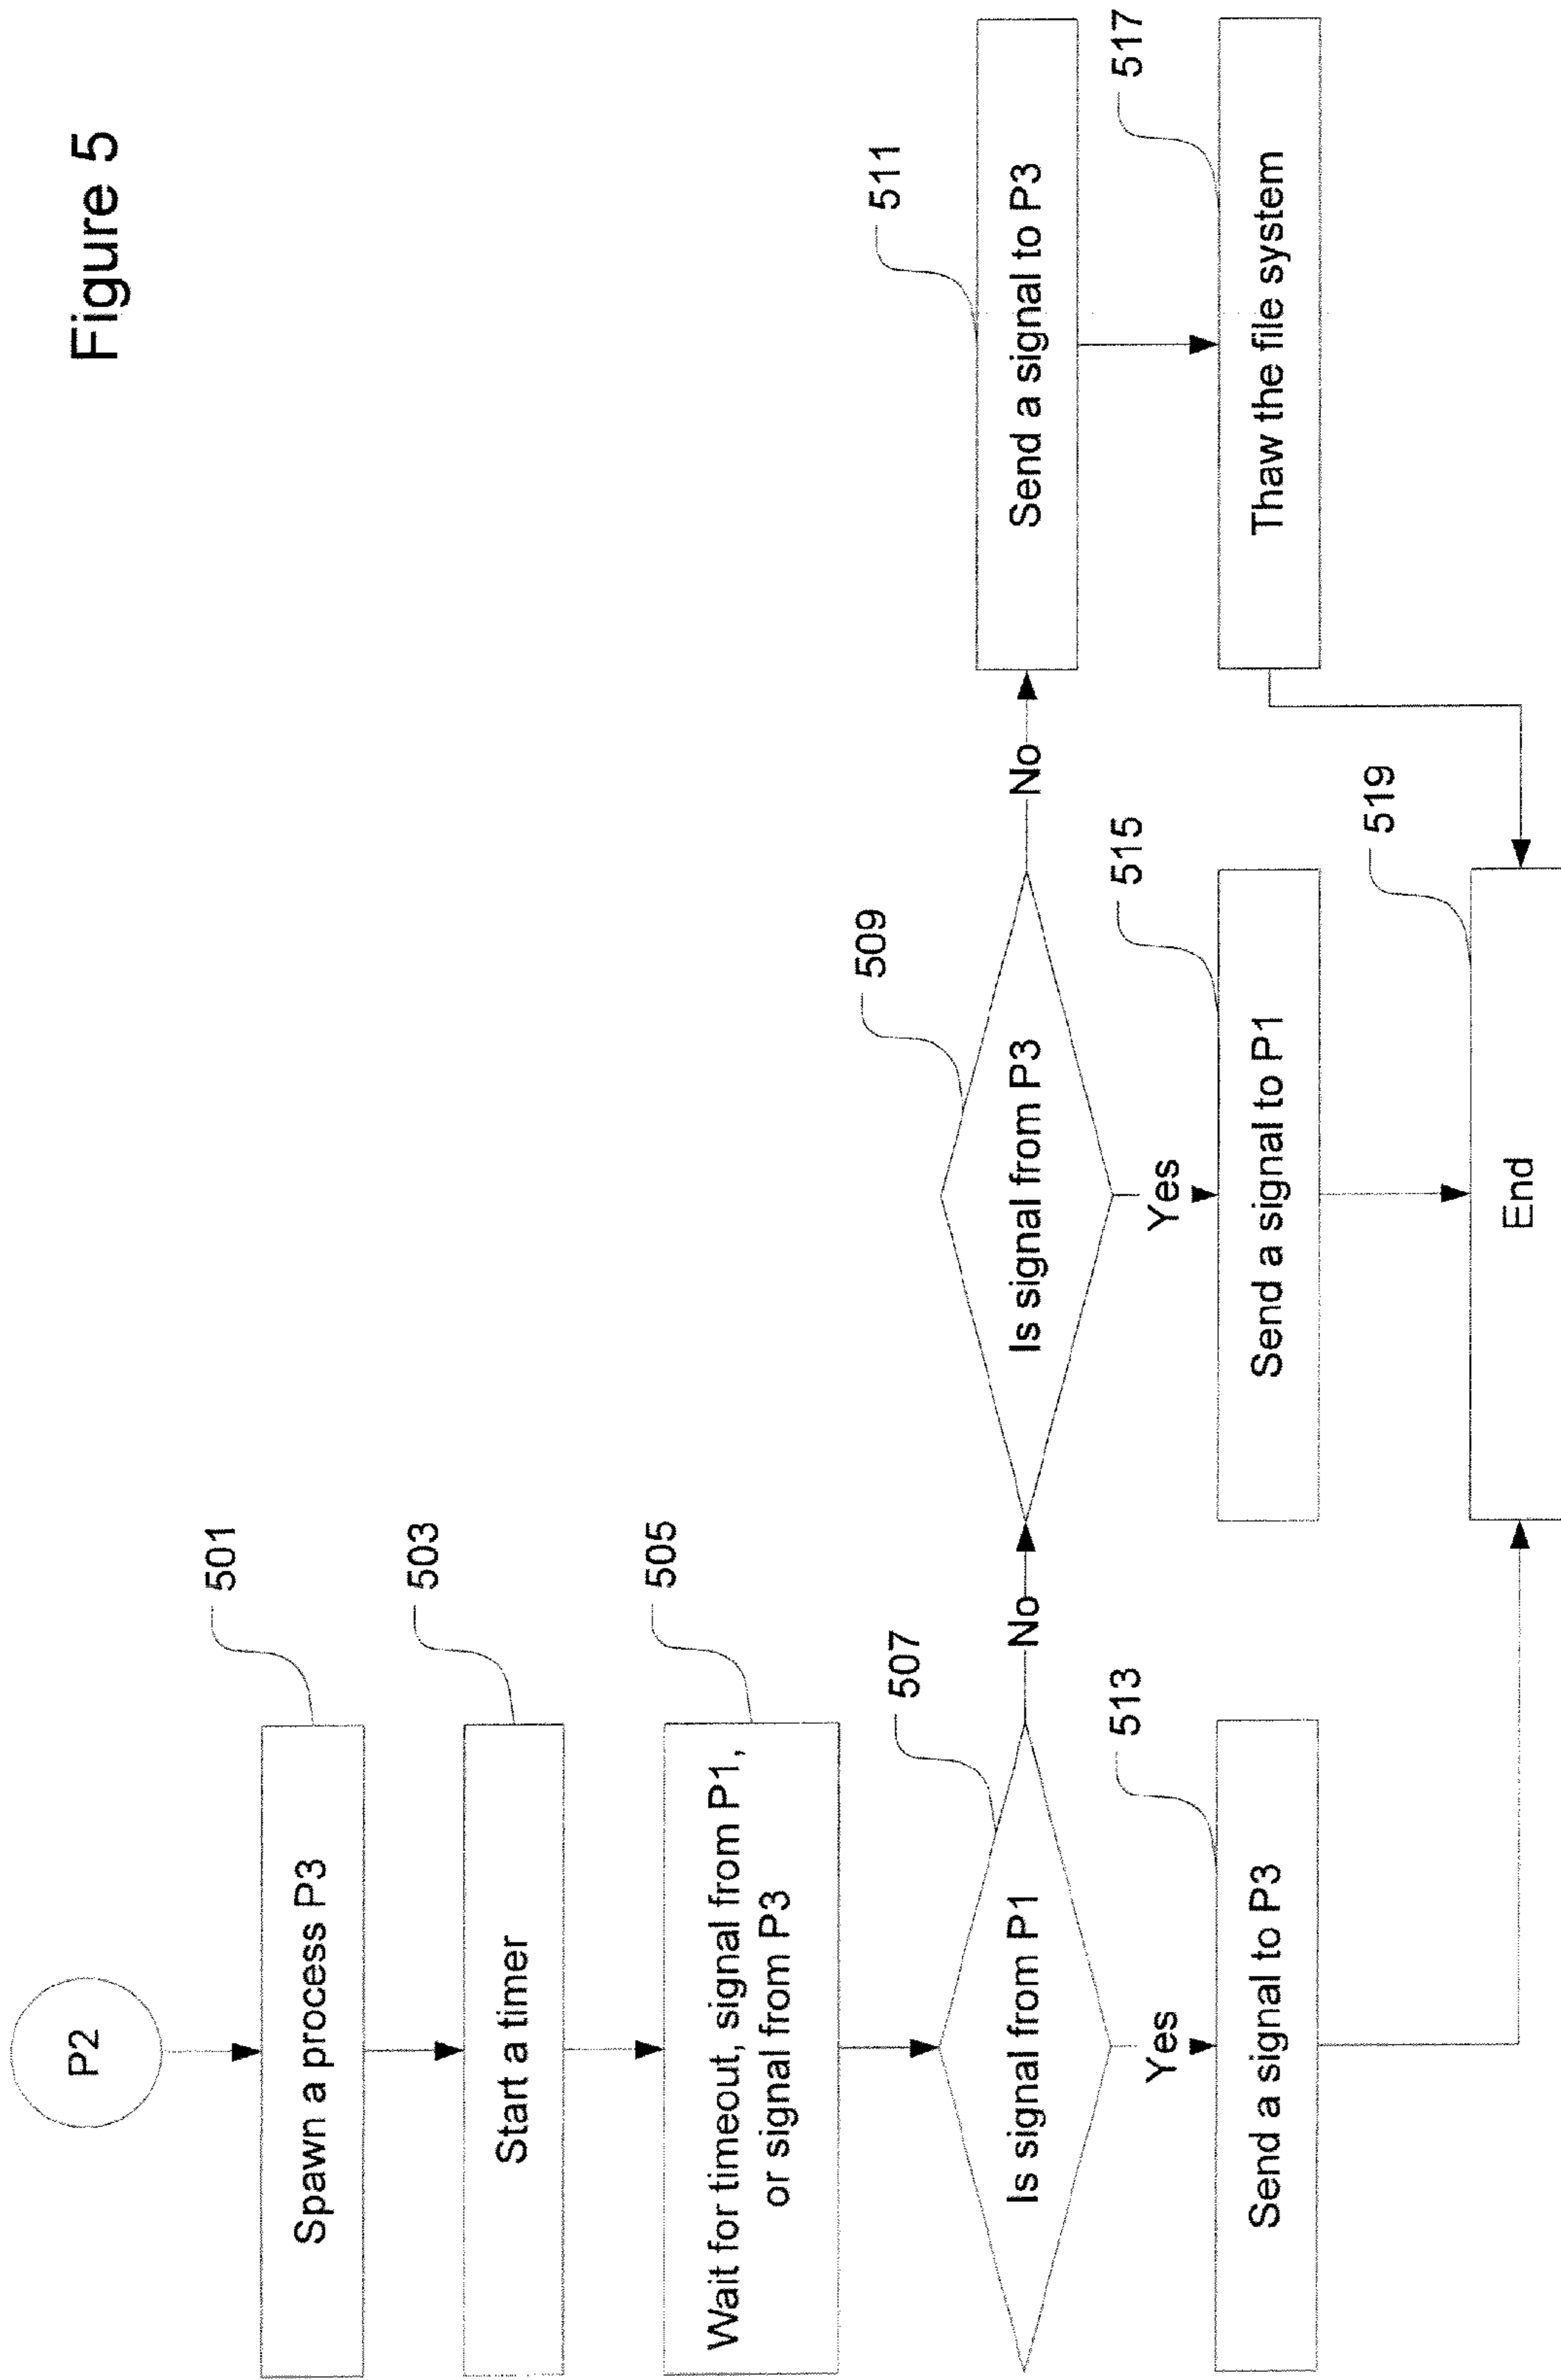 Figure 5
P2
501
Spawn a process P3
503
Start a timer
505
Wait for timeout, signal from P1,
or signal from P3
507
Is signal from P1
No
509
Is signal from P3
No
511
Send a signal to P3
Yes
513
Send a signal to P3
Yes
515
Send a signal to P1
517
Thaw the file system
519
End